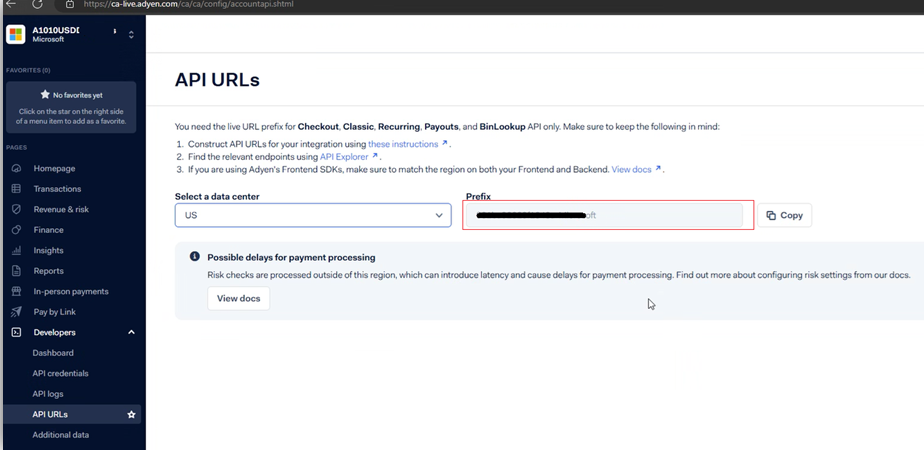 https://ca-live.adyen.com/ca/ca/config/accountapi.shtml
A1010USD
Microsoft
FAVORITES (0)
No favorites yet
Click on the star on the right side
of a menu item to add as a favorite.
PAGES
Homepage
Transactions
Revenue & risk
Finance
Insights
Reports
In-person payments
Pay by Link
Developers
Dashboard
API credentials
API logs
API URLs
Additional data
API URLs
You need the live URL prefix for Checkout, Classic, Recurring, Payouts, and BinLookup API only. Make sure to keep the following in mind:
1. Construct API URLs for your integration using these instructions ↗.
2. Find the relevant endpoints using API Explorer ↗.
3. If you are using Adyen's Frontend SDKs, make sure to match the region on both your Frontend and Backend. View docs ↗.
Select a data center
US
Prefix
oft
Copy
Possible delays for payment processing
Risk checks are processed outside of this region, which can introduce latency and cause delays for payment processing. Find out more about configuring risk settings from our docs.
View docs